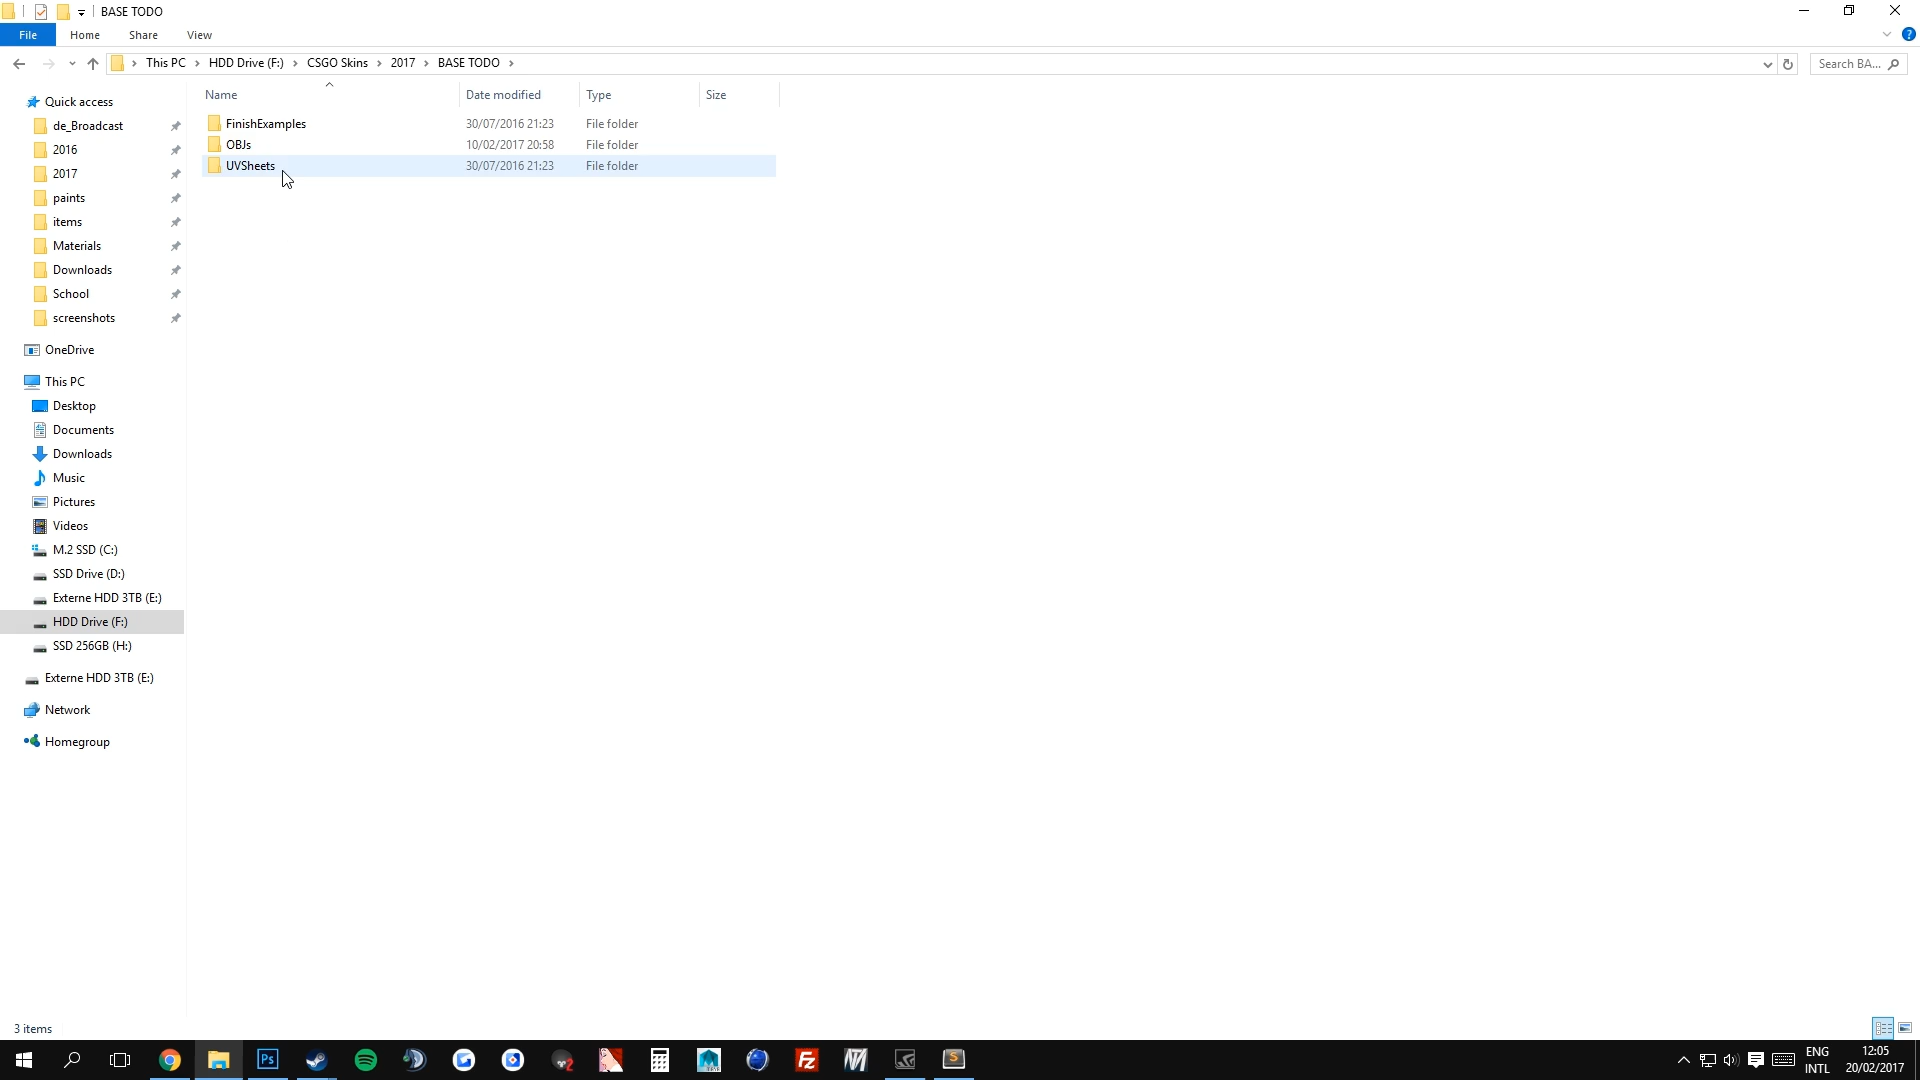 BASE TODO
File Home Share View
This PC HDD Drive (F:) CSGO Skins 2017 BASE TODO
Search BA...
Name Date modified Type Size
FinishExamples 30/07/2016 21:23 File folder
OBJs 10/02/2017 20:58 File folder
UVSheets 30/07/2016 21:23 File folder
Quick access
de_Broadcast
2016
2017
paints
items
Materials
Downloads
School
screenshots
OneDrive
This PC
Desktop
Documents
Downloads
Music
Pictures
Videos
M.2 SSD (C:)
SSD Drive (D:)
Externe HDD 3TB (E:)
HDD Drive (F:)
SSD 256GB (H:)
Externe HDD 3TB (E:)
Network
Homegroup
3 items
Ps
2
Fz
S
ENG
INTL
12:05
20/02/2017